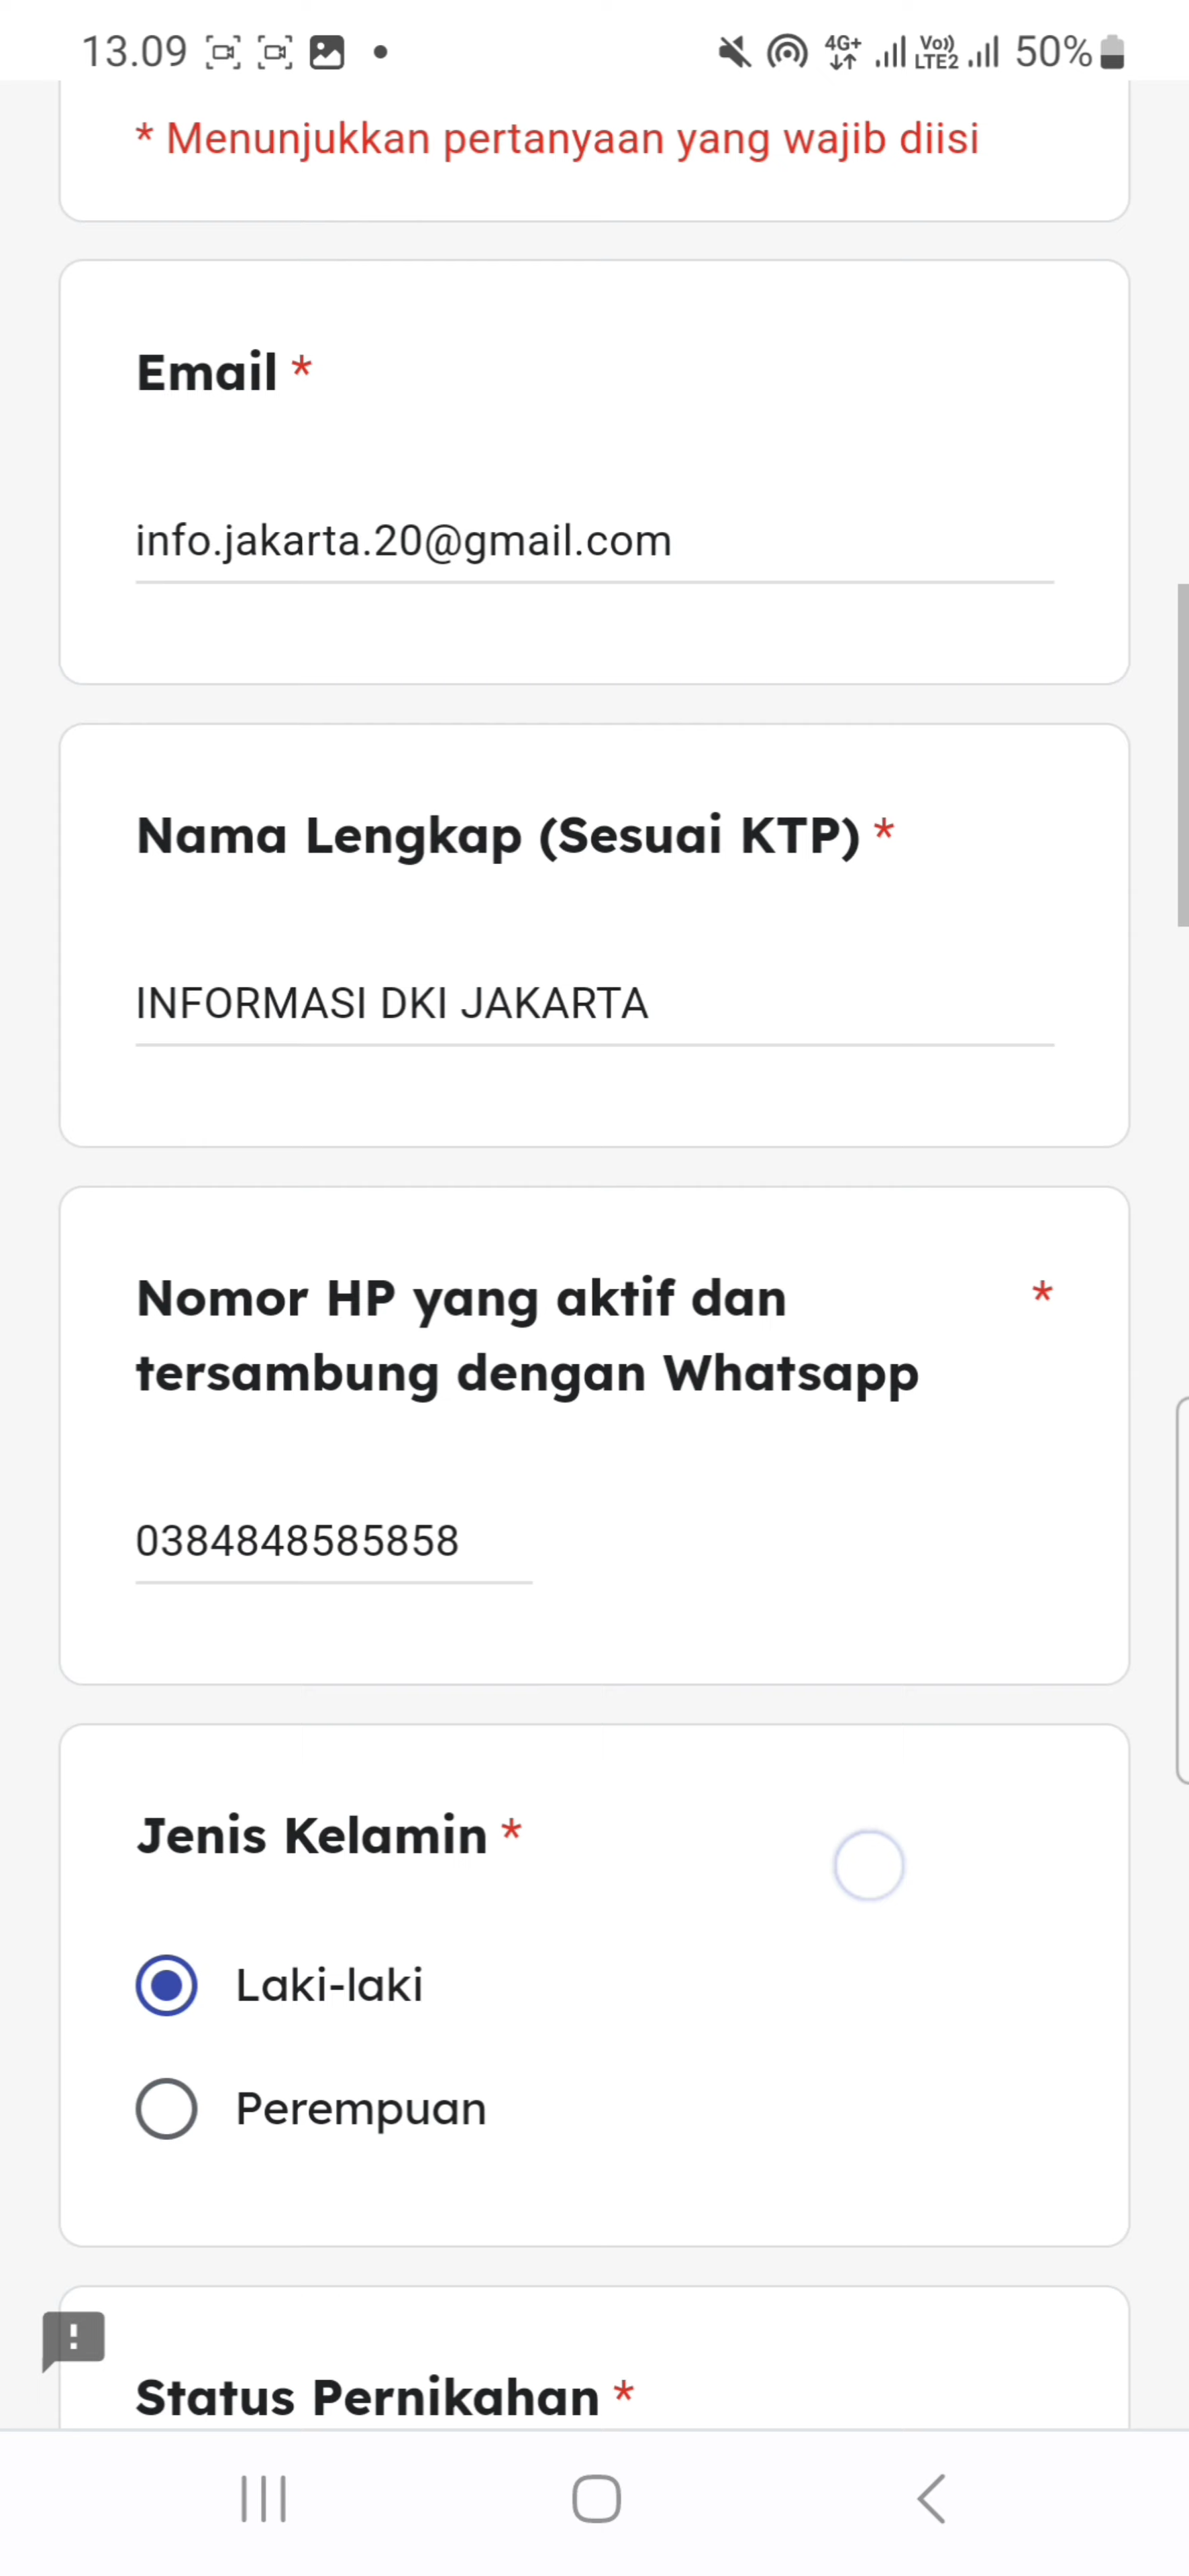 13.09
4G+
Vo))
LTE2
50%
* Menunjukkan pertanyaan yang wajib diisi
Email *
info.jakarta.20@gmail.com
Nama Lengkap (Sesuai KTP) *
INFORMASI DKI JAKARTA
Nomor HP yang aktif dan *
tersambung dengan Whatsapp
0384848585858
Jenis Kelamin *
Laki-laki
Perempuan
Status Pernikahan *